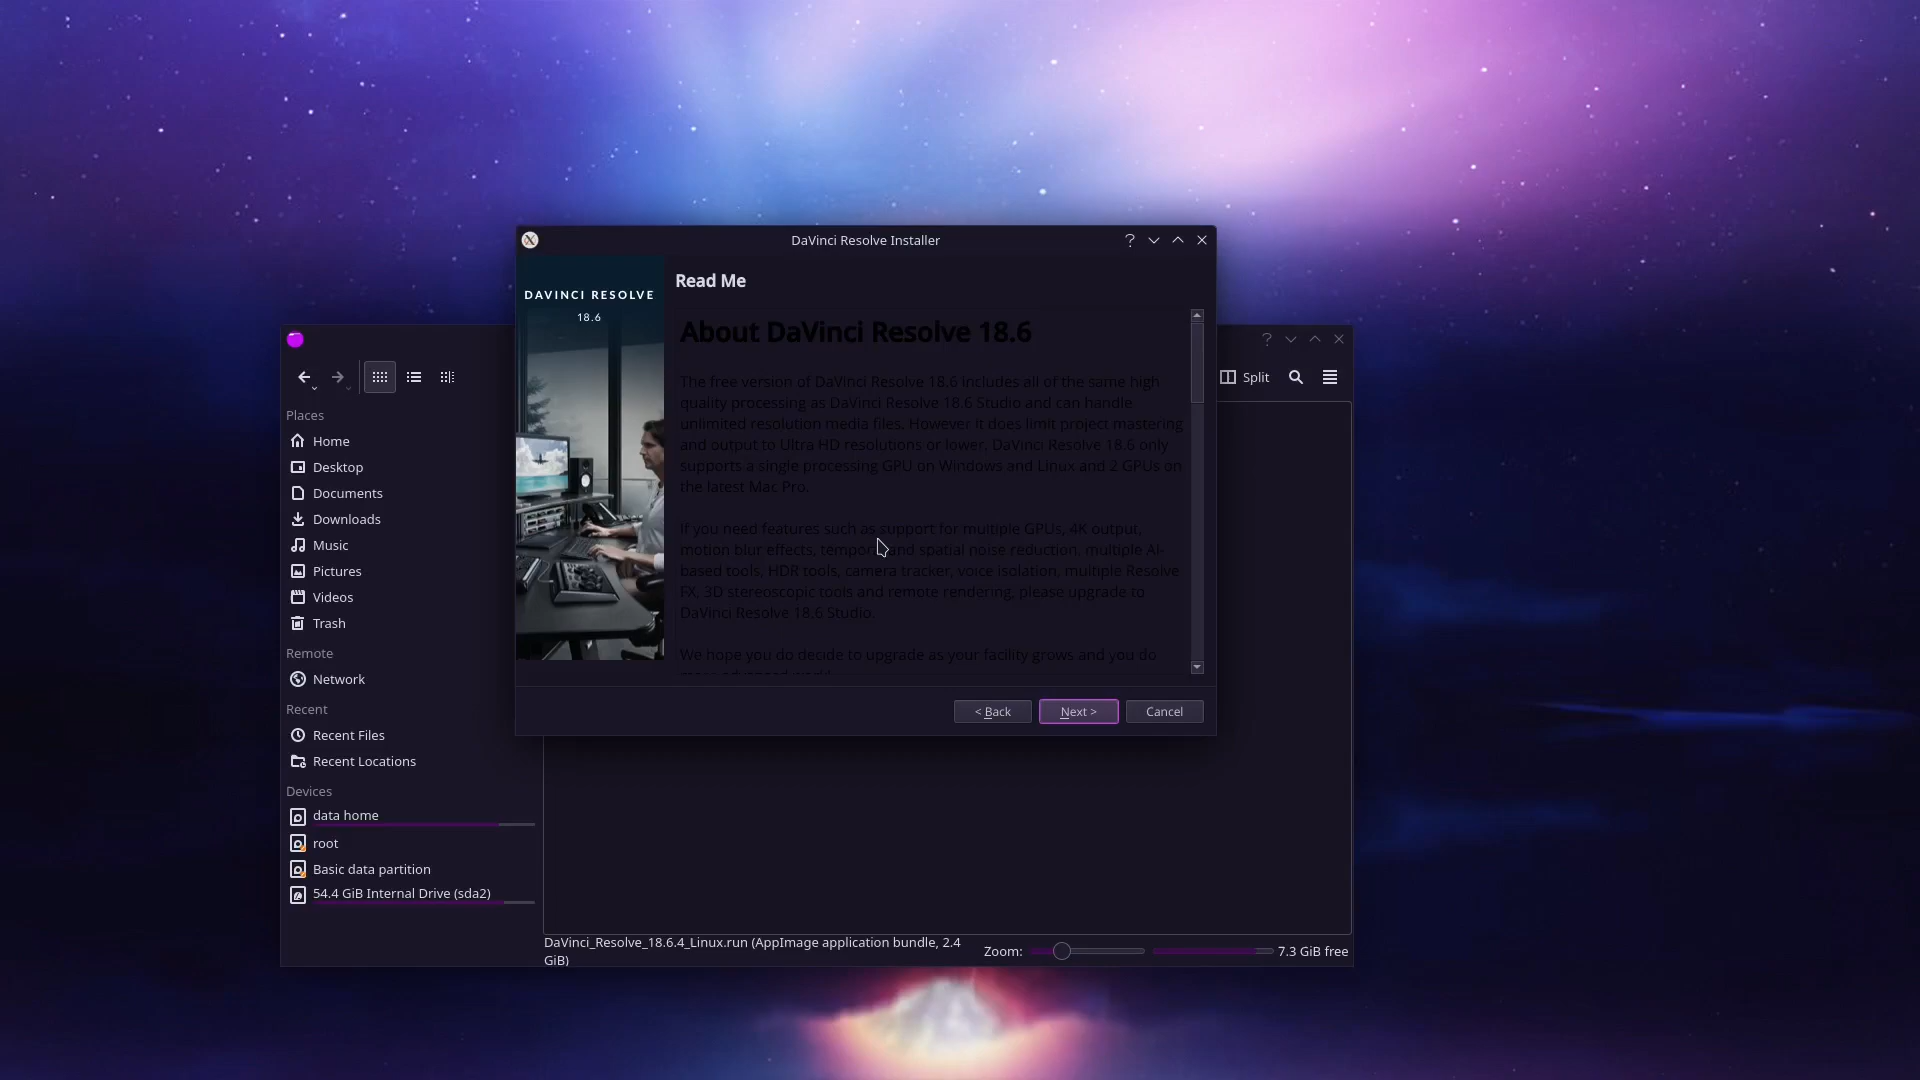 DaVinci Resolve Installer
DAVINCI RESOLVE
18.6
Read Me
About DaVinci Resolve 18.6
The free version of DaVinci Resolve 18.6 includes all of the same high
quality processing as DaVinci Resolve 18.6 Studio and can handle
unlimited resolution media files. However it does limit project mastering
and output to Ultra HD resolutions or lower. DaVinci Resolve 18.6 only
supports a single processing GPU on Windows and Linux and 2 GPUs on
the latest Mac Pro.
If you need features such as support for multiple GPUs, 4K output,
motion blur effects, temporal and spatial noise reduction, multiple AI-
based tools, HDR tools, camera tracker, voice isolation, multiple Resolve
FX, 3D stereoscopic tools and remote rendering, please upgrade to
DaVinci Resolve 18.6 Studio.
We hope you do decide to upgrade as your facility grows and you do
< Back
Next >
Cancel
Split
Places
Home
Desktop
Documents
Downloads
Music
Pictures
Videos
Trash
Remote
Network
Recent
Recent Files
Recent Locations
Devices
data home
root
Basic data partition
54.4 GiB Internal Drive (sda2)
DaVinci_Resolve_18.6.4_Linux.run (AppImage application bundle, 2.4
GiB)
Zoom:
7.3 GiB free